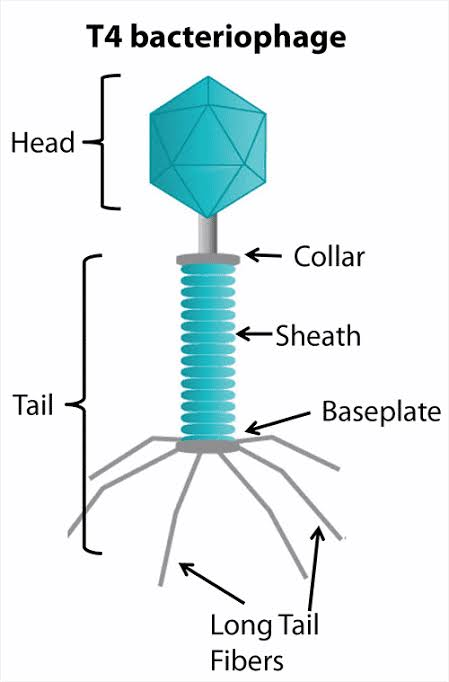 T4 bacteriophage
Head
Collar
Sheath
Tail
Baseplate
Long Tail
Fibers